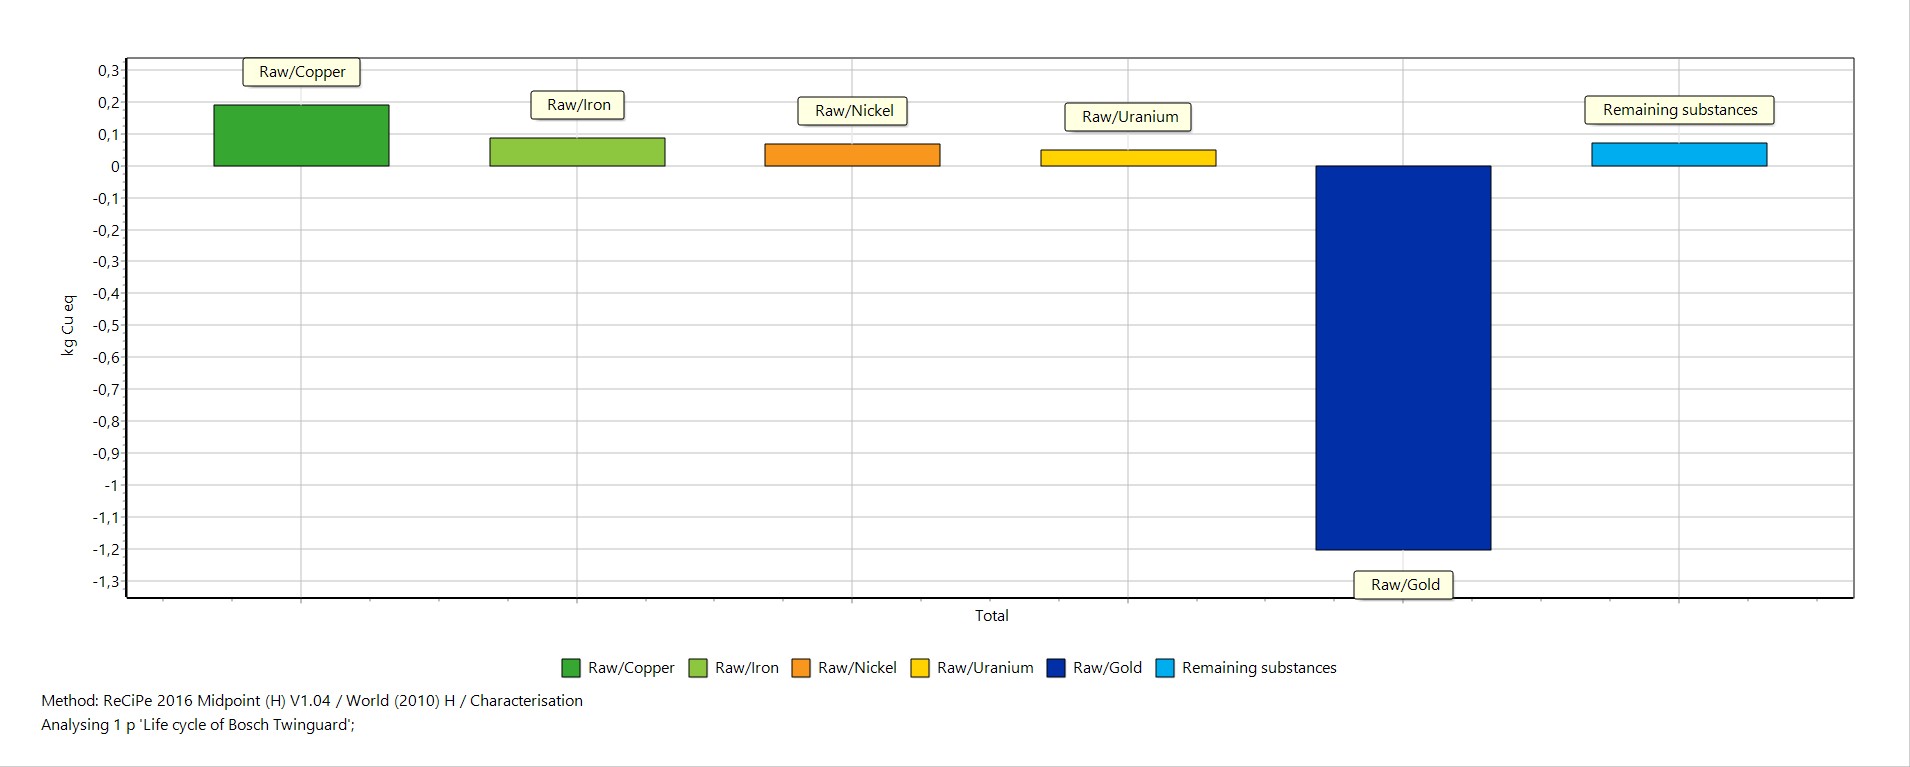 Raw/Copper
Raw/Iron
Raw/Nickel
Raw/Uranium
Remaining substances
Raw/Gold
0,3
0,2
0,1
0
-0,1
-0,2
-0,3
-0,4
-0,5
-0,6
-0,7
-0,8
-0,9
-1
-1,1
-1,2
-1,3
kg Cu eq
Total
Raw/Copper Raw/Iron Raw/Nickel Raw/Uranium Raw/Gold Remaining substances
Method: ReCiPe 2016 Midpoint (H) V1.04 / World (2010) H / Characterisation
Analysing 1 p 'Life cycle of Bosch Twinguard';